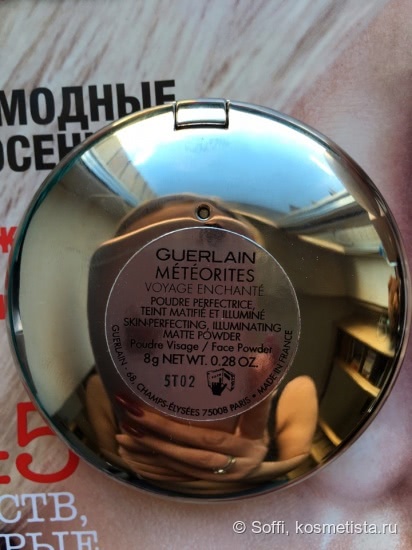 МОДНЫЕ
ОСЕН
GUERLAIN
MÉTÉORITES
VOYAGE ENCHANTÉ
POUDRE PERFECTRICE,
TEINT MATIFIÉ ET ILLUMINÉ
SKIN-PERFECTING, ILLUMINATING
MATTE POWDER
Poudre Visage / Face Powder
8g NET WT. 0.28 OZ.
5T02
GUERLAIN 68, CHAMPS-ÉLYSÉES 75008 PARIS • MADE IN FRANCE
5
СТВ,
РЫЕ
© Soffi, kosmetista.ru